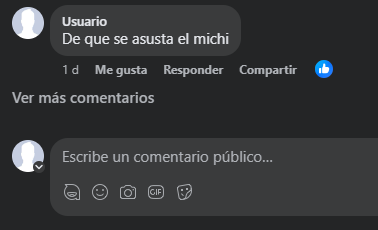 Usuario
De que se asusta el michi
1 d Me gusta Responder Compartir
Ver más comentarios
Escribe un comentario público...
GIF